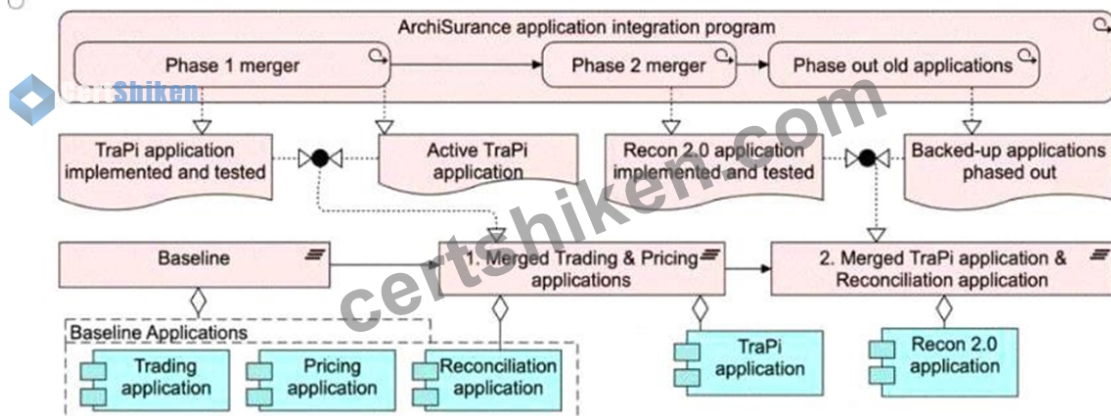 ArchiSurance application integration program
Phase 1 merger
Phase 2 merger
Phase out old applications
CertShiken
TraPi application
implemented and tested
Active TraPi
application
Recon 2.0 application
implemented and tested
Backed-up applications
phased out
Baseline
1. Merged Trading & Pricing
applications
2. Merged TraPi application &
Reconciliation application
Baseline Applications
Trading
application
Pricing
application
Reconciliation
application
TraPi
application
Recon 2.0
application
certshiken.com